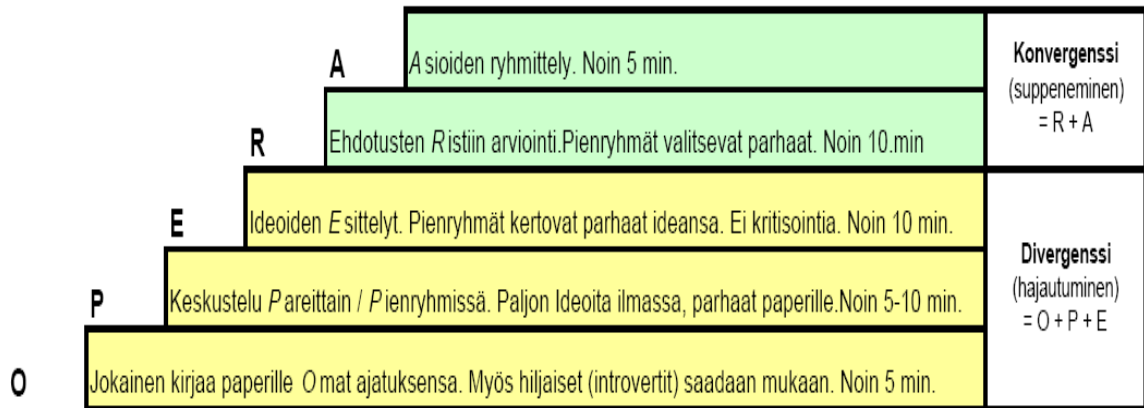 A
Asioiden ryhmittely. Noin 5 min.
Konvergenssi
(suppeneminen)
= R + A
R
Ehdotusten Ristiin arviointi.Pienryhmät valitsevat parhaat. Noin 10.min
E
Ideoiden Esittelyt. Pienryhmät kertovat parhaat ideansa. Ei kritisointia. Noin 10 min.
Divergenssi
(hajautuminen)
= O + P + E
P
Keskustelu Pareittain / Pienryhmissä. Paljon Ideoita ilmassa, parhaat paperille.Noin 5-10 min.
O
Jokainen kirjaa paperille Omat ajatuksensa. Myös hiljaiset (introvertit) saadaan mukaan. Noin 5 min.